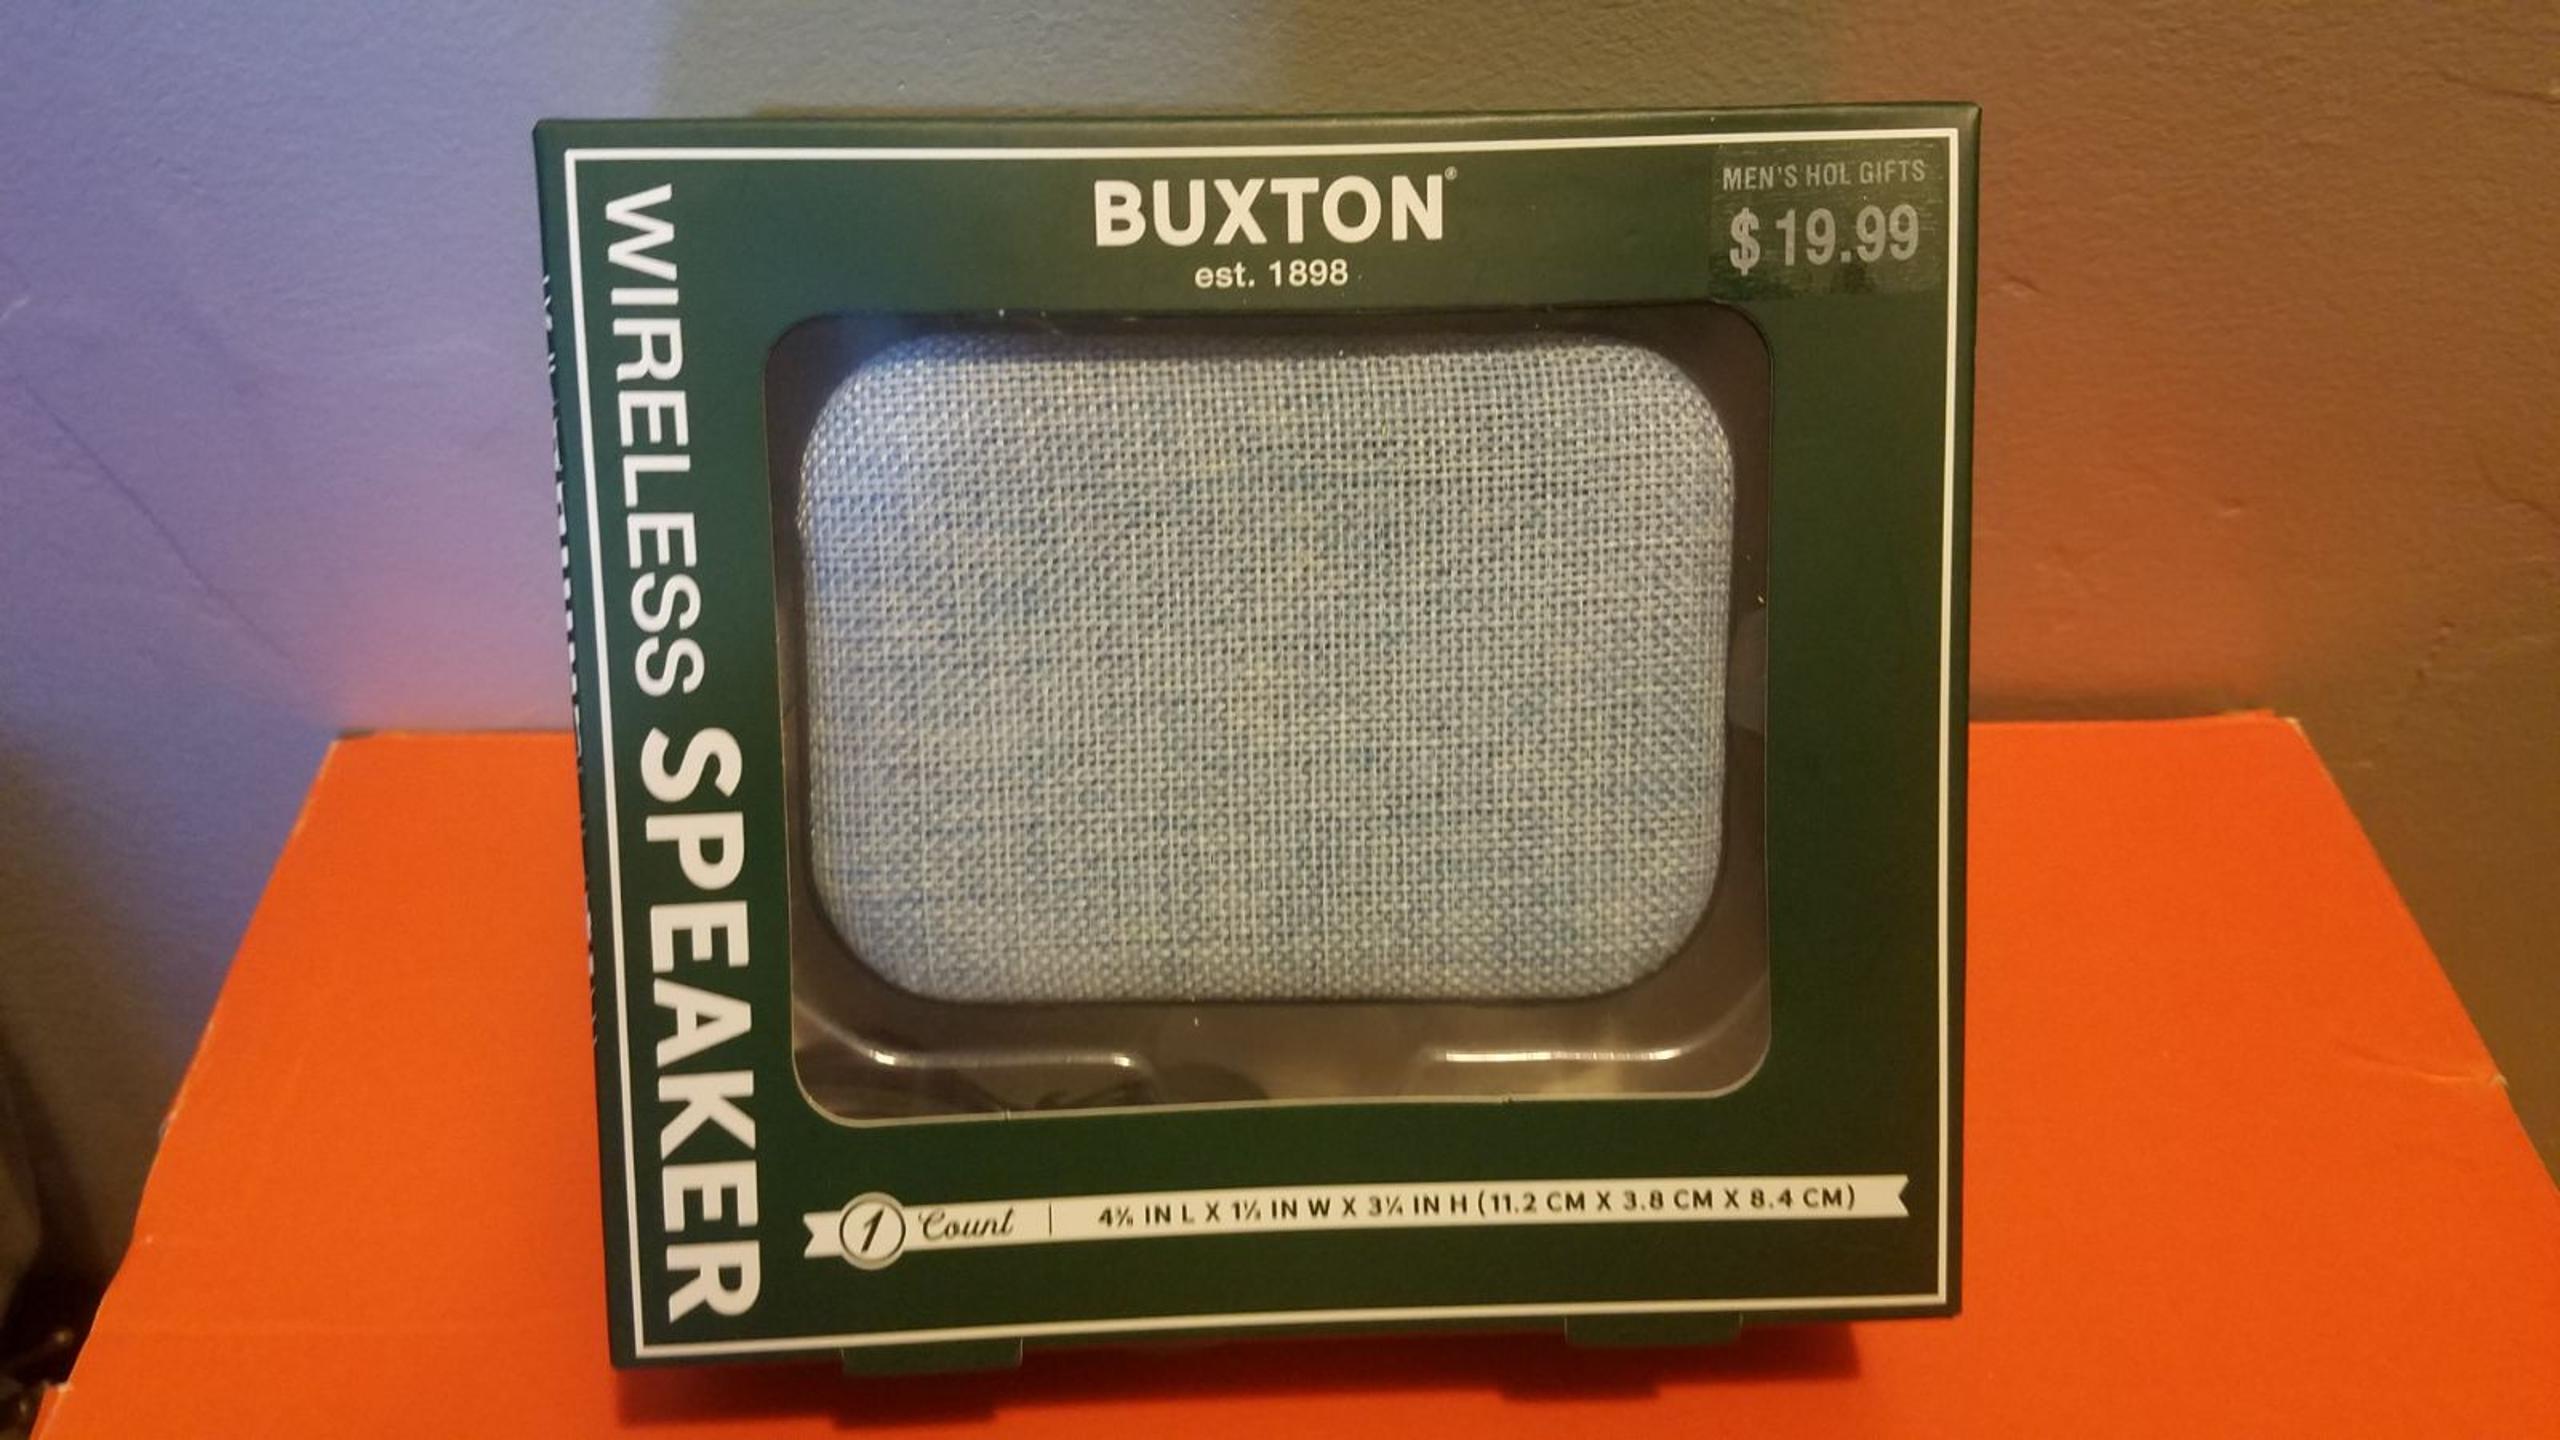 BUXTON®
est. 1898
MEN'S HOL GIFTS
$19.99
WIRELESS SPEAKER
1 Count | 4⅜ IN L X 1½ IN W X 3¼ IN H (11.2 CM X 3.8 CM X 8.4 CM)